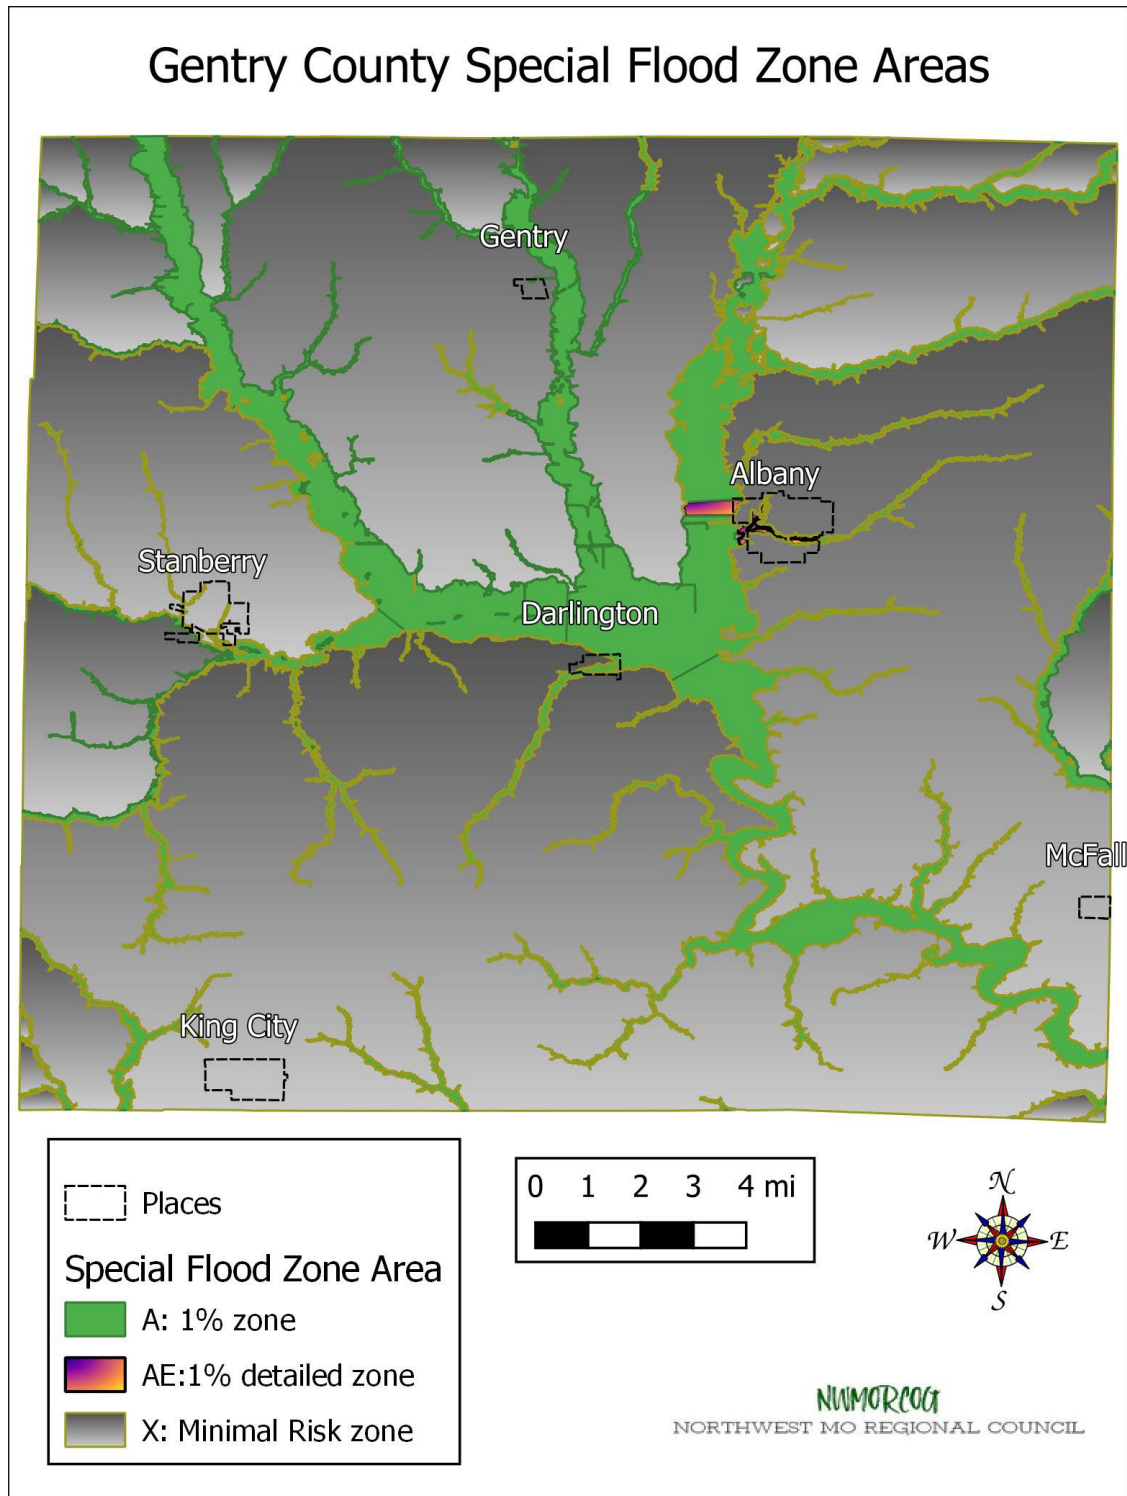 Gentry County Special Flood Zone Areas
Gentry
Albany
Stanberry
Darlington
McFall
King City
Places
Special Flood Zone Area
A: 1% zone
AE:1% detailed zone
X: Minimal Risk zone
0 1 2 3 4 mi
N
W E
S
NWMORCOG
NORTHWEST MO REGIONAL COUNCIL